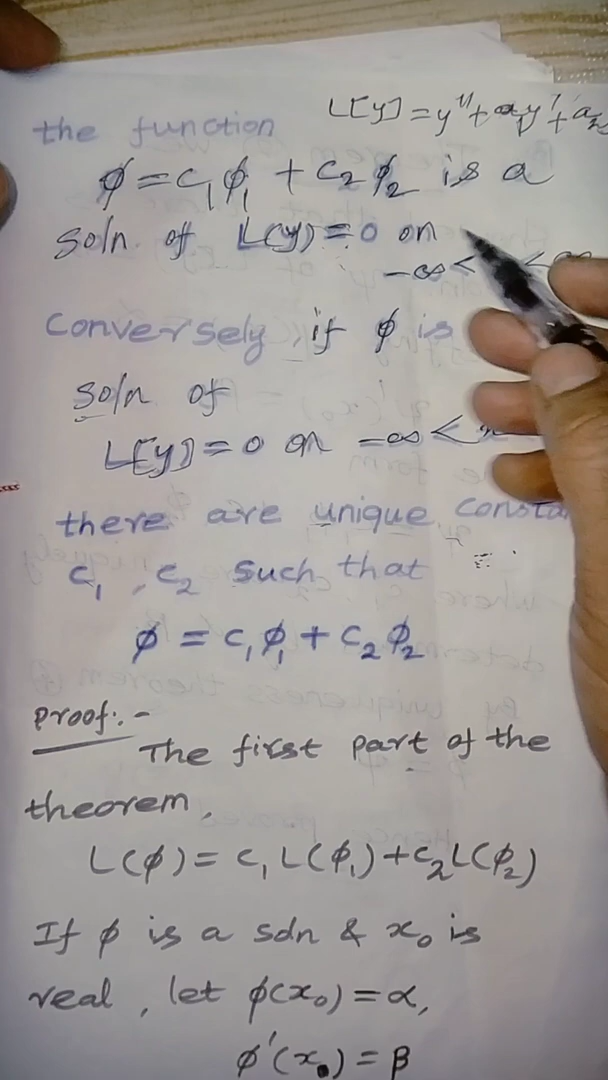 L[y] = y'' + a₁y' + a₂
the function
ϕ = c₁ϕ₁ + c₂ϕ₂ is a
soln of L(y) = 0 on
-∞ <
Conversely, if ϕ is
soln of
L[y] = 0 on -∞ < x
there are unique consta
c₁, c₂ such that
ϕ = c₁ϕ₁ + c₂ϕ₂
proof:-
The first part of the
theorem,
L(ϕ) = c₁L(ϕ₁) + c₂L(ϕ₂)
If ϕ is a soln & x₀ is
real, let ϕ(x₀) = α,
ϕ'(x₀) = β